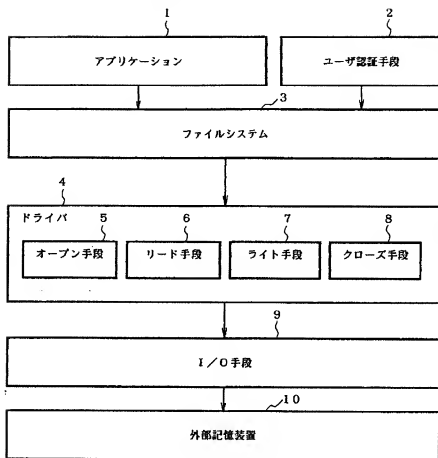 1
2
アプリケーション
ユーザ認証手段
3
ファイルシステム
4
ドライバ
5
6
7
8
オープン手段
リード手段
ライト手段
クローズ手段
9
I/O手段
10
外部記憶装置